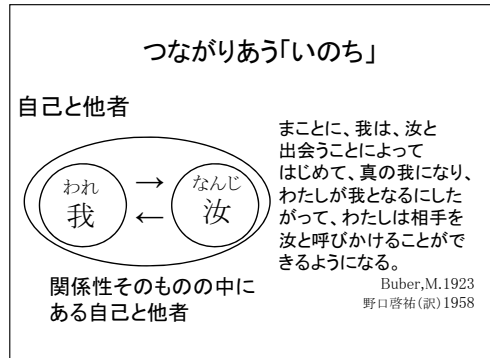 つながりあう「いのち」
自己と他者
われ
我
→
←
なんじ
汝
関係性そのものの中に
ある自己と他者
まことに、我は、汝と
出会うことによって
はじめて、真の我になり、
わたしが我となるにした
がって、わたしは相手を
汝と呼びかけることがで
きるようになる。
Buber,M.1923
野口啓祐(訳)1958